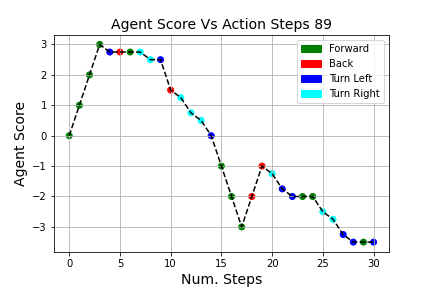 Agent Score Vs Action Steps 89
Forward
Back
Turn Left
Turn Right
Agent Score
3
2
1
0
−1
−2
−3
0 5 10 15 20 25 30
Num. Steps